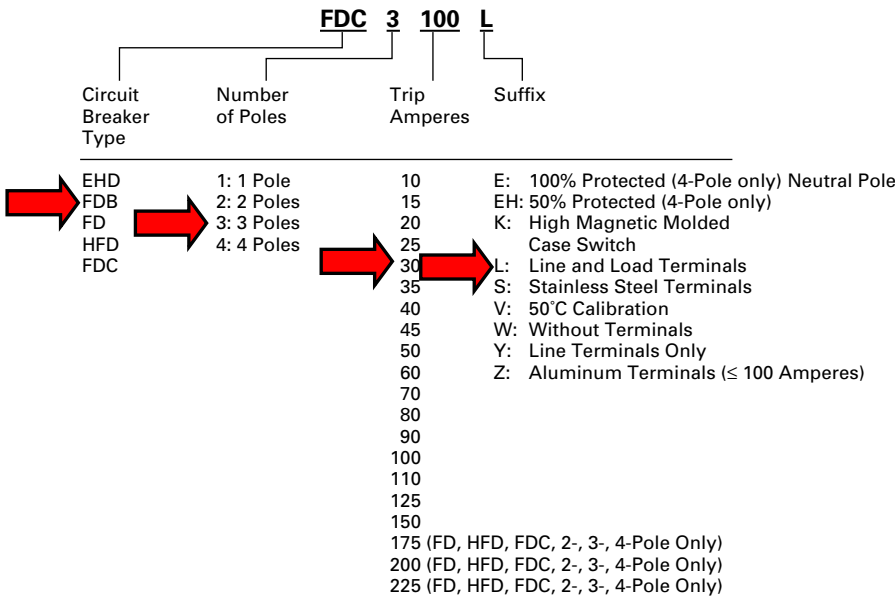 FDC 3 100 L
Circuit Breaker Type
Number of Poles
Trip Amperes
Suffix
EHD
FDB
FD
HFD
FDC
1: 1 Pole
2: 2 Poles
3: 3 Poles
4: 4 Poles
10
15
20
25
30
35
40
45
50
60
70
80
90
100
110
125
150
175 (FD, HFD, FDC, 2-, 3-, 4-Pole Only)
200 (FD, HFD, FDC, 2-, 3-, 4-Pole Only)
225 (FD, HFD, FDC, 2-, 3-, 4-Pole Only)
E: 100% Protected (4-Pole only) Neutral Pole
EH: 50% Protected (4-Pole only)
K: High Magnetic Molded
Case Switch
L: Line and Load Terminals
S: Stainless Steel Terminals
V: 50°C Calibration
W: Without Terminals
Y: Line Terminals Only
Z: Aluminum Terminals (≤ 100 Amperes)